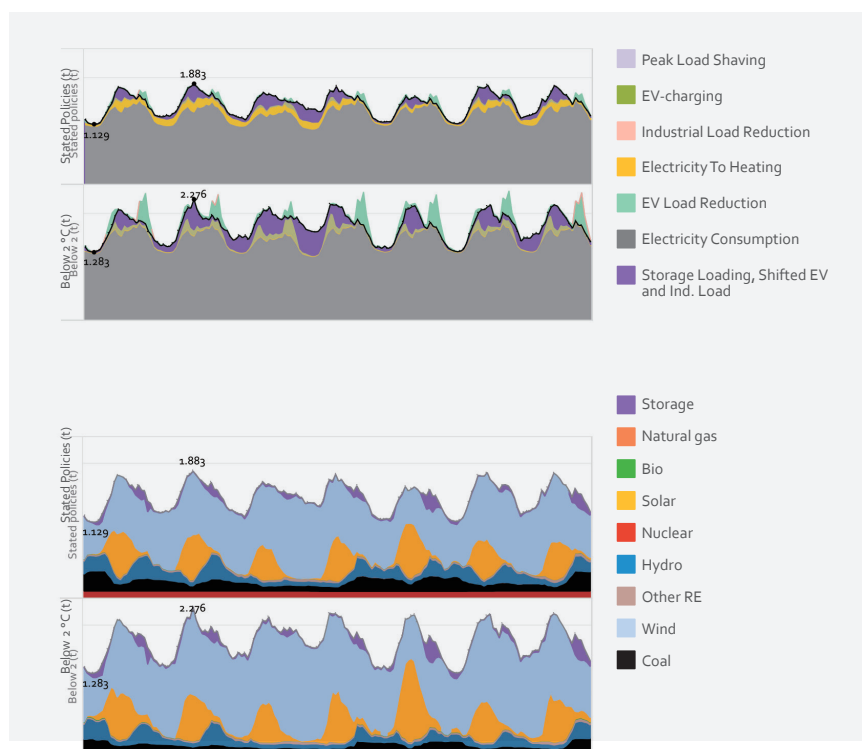 Stated Policies (t)
Stated policies (t)
1.883
1.129
Below 2 °C (t)
Below 2 (t)
2.276
1.283
Peak Load Shaving
EV-charging
Industrial Load Reduction
Electricity To Heating
EV Load Reduction
Electricity Consumption
Storage Loading, Shifted EV
and Ind. Load
Stated Policies (t)
Stated policies (t)
1.883
1.129
Below 2 °C (t)
Below 2 (t)
2.276
1.283
Storage
Natural gas
Bio
Solar
Nuclear
Hydro
Other RE
Wind
Coal